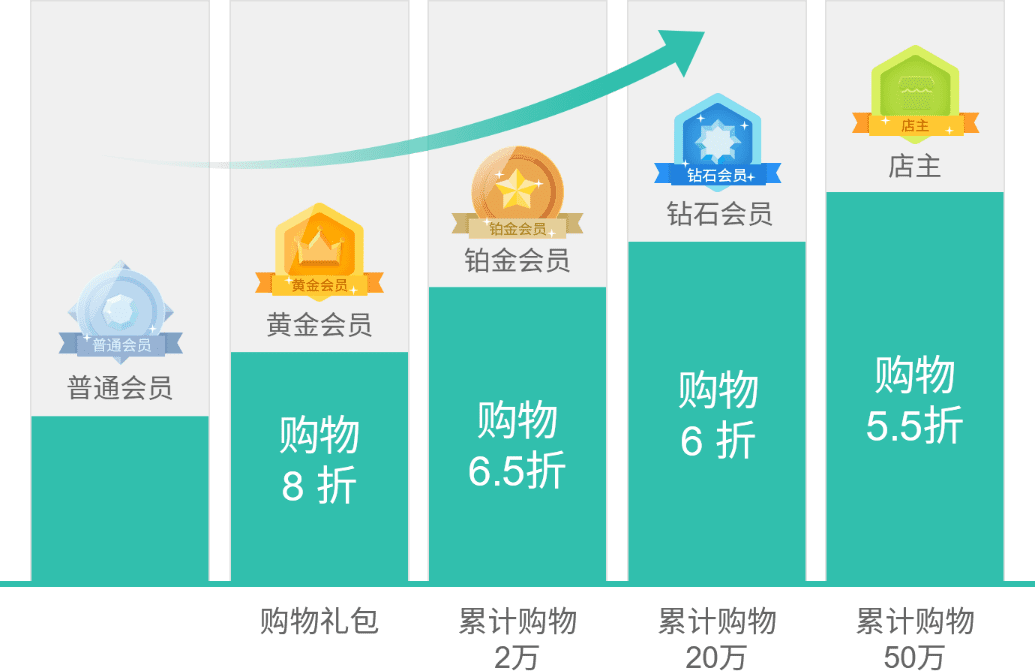 普通会员
普通会员
黄金会员
黄金会员
购物
8 折
购物礼包
铂金会员
铂金会员
购物
6.5折
累计购物
2万
钻石会员
钻石会员
购物
6 折
累计购物
20万
店主
店主
购物
5.5折
累计购物
50万